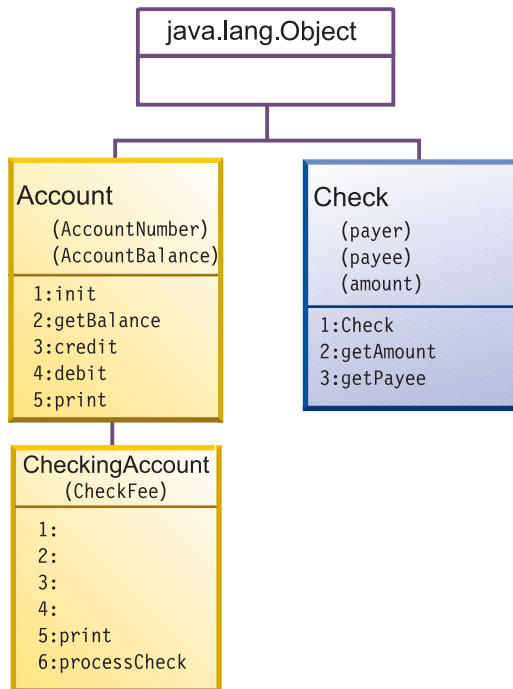 java.lang.Object
Account
(AccountNumber)
(AccountBalance)
1:init
2:getBalance
3:credit
4:debit
5:print
Check
(payer)
(payee)
(amount)
1:Check
2:getAmount
3:getPayee
CheckingAccount
(CheckFee)
1:
2:
3:
4:
5:print
6:processCheck